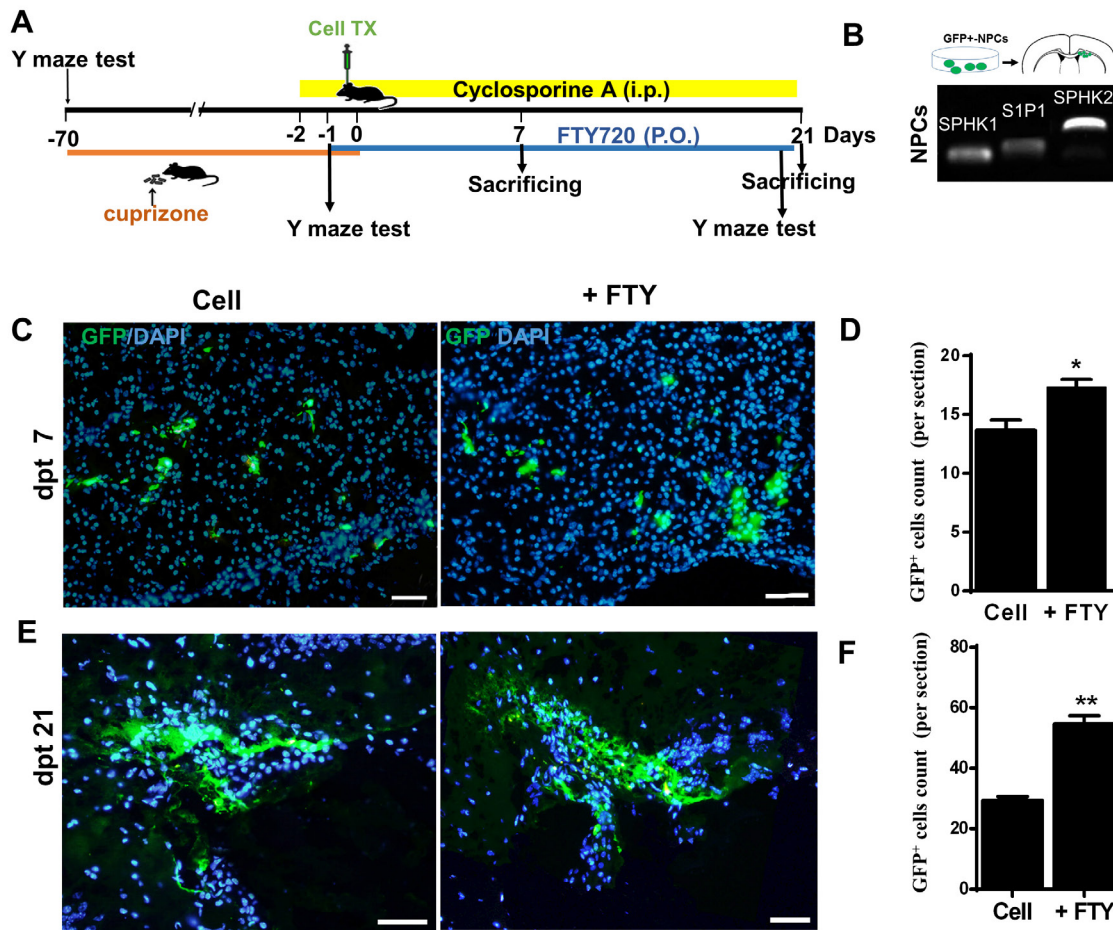 A
Cell TX
Y maze test
Cyclosporine A (i.p.)
-70
-2
-1
0
7
21
Days
FTY720 (P.O.)
cuprizone
Sacrificing
Sacrificing
Y maze test
Y maze test
B
GFP+-NPCs
NPCs
SPHK1
S1P1
SPHK2
Cell
+ FTY
C
dpt 7
GFP/DAPI
GFP DAPI
D
GFP+ cells count (per section)
20
15
10
5
0
*
Cell
+ FTY
E
dpt 21
F
GFP+ cells count (per section)
80
60
40
20
0
**
Cell
+ FTY